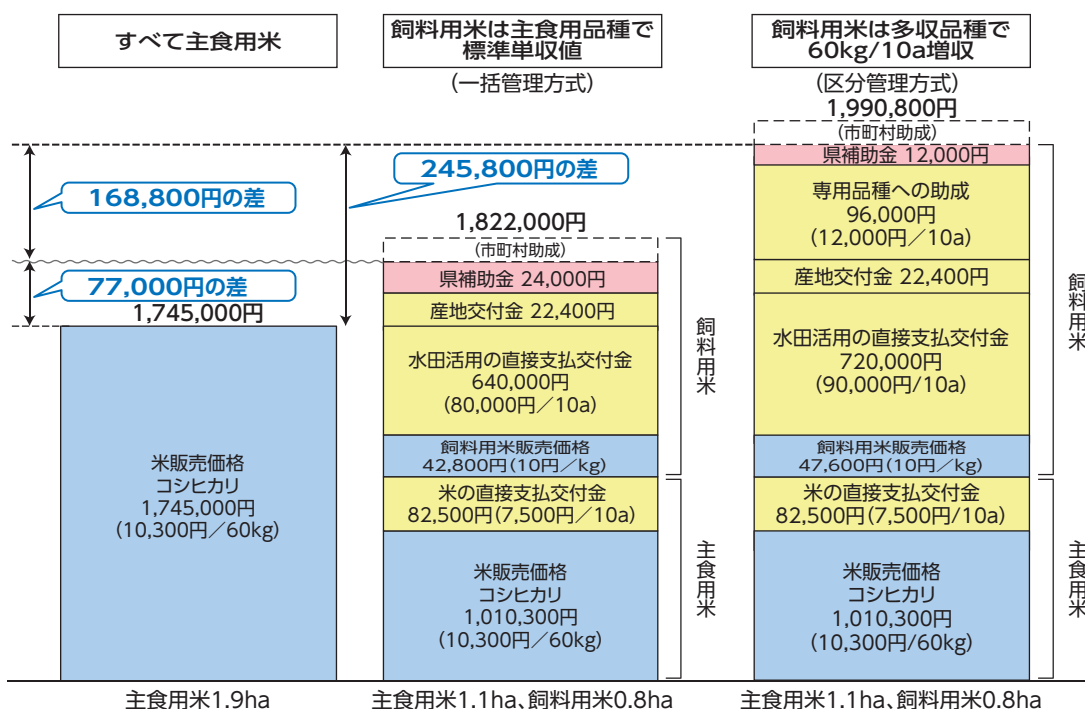 すべて主食用米
飼料用米は主食用品種で
標準単収値
(一括管理方式)
飼料用米は多収品種で
60kg/10a増収
(区分管理方式)
1,990,800円
(市町村助成)
県補助金 12,000円
専用品種への助成
96,000円
(12,000円／10a)
産地交付金 22,400円
水田活用の直接支払交付金
720,000円
(90,000円/10a)
飼料用米販売価格
47,600円(10円／kg)
米の直接支払交付金
82,500円(7,500円/10a)
米販売価格
コシヒカリ
1,010,300円
(10,300円/60kg)
飼料用米
主食用米
主食用米1.1ha、飼料用米0.8ha
245,800円の差
168,800円の差
77,000円の差
1,822,000円
(市町村助成)
県補助金 24,000円
産地交付金 22,400円
水田活用の直接支払交付金
640,000円
(80,000円／10a)
飼料用米販売価格
42,800円(10円／kg)
米の直接支払交付金
82,500円(7,500円／10a)
米販売価格
コシヒカリ
1,010,300円
(10,300円／60kg)
飼料用米
主食用米
主食用米1.1ha、飼料用米0.8ha
1,745,000円
米販売価格
コシヒカリ
1,745,000円
(10,300円／60kg)
主食用米1.9ha